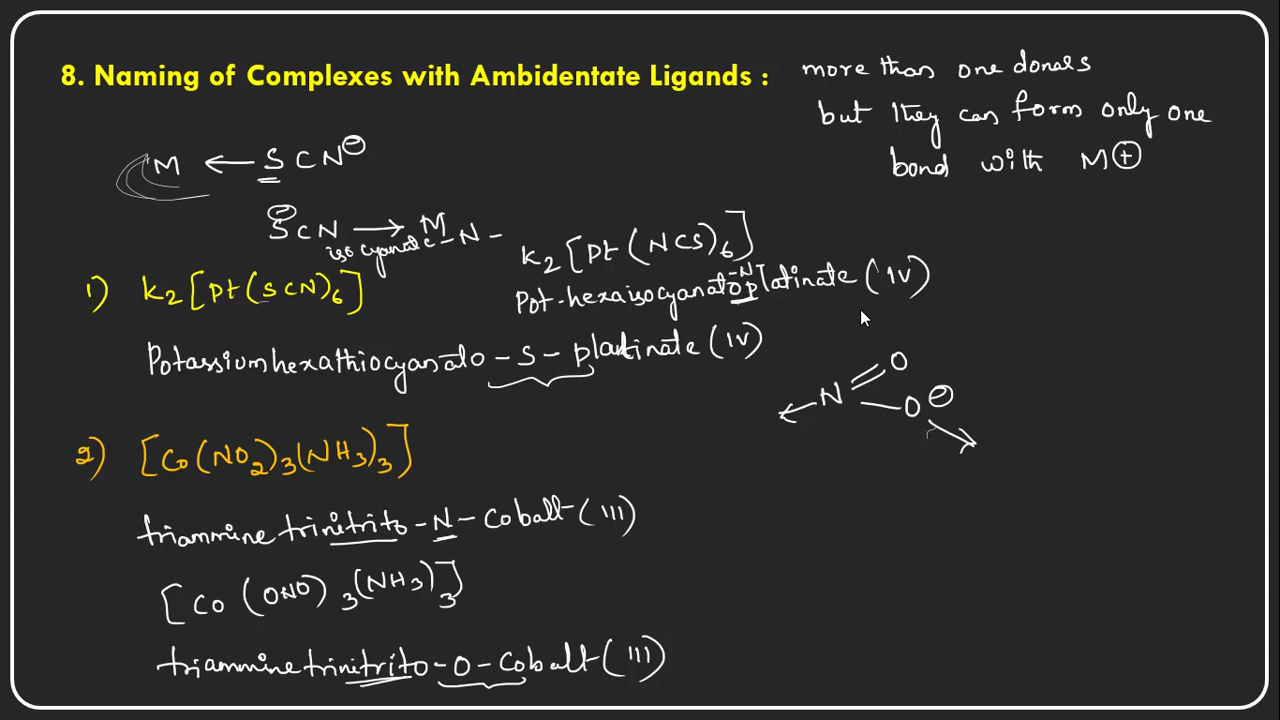 8. Naming of Complexes with Ambidentate Ligands :
more than one donars
but they can form only one
bond with M⊕
M ← SCN⊖
⊖SCN → M
isocyanate - N -
K2[Pt(NCS)6]
Pot-hexaisocyanato-N platinate (IV)
1) K2[Pt(SCN)6]
Potassiumhexathiocyanato - S - platinate (IV)
N O
O⊖
2) [Co(NO2)3(NH3)3]
triammine trinitrito - N - Cobalt (III)
[Co(ONO)3(NH3)3]
triammine trinitrito - O - Cobalt (III)